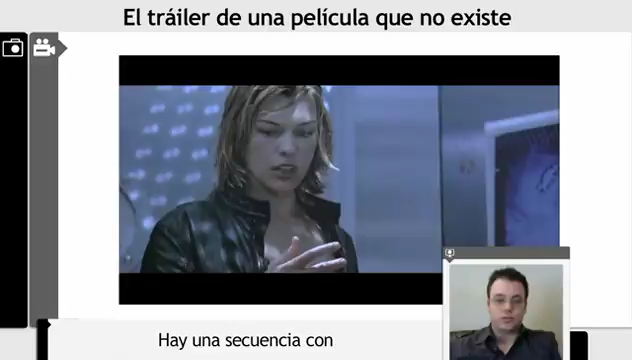 El tráiler de una película que no existe
Hay una secuencia con